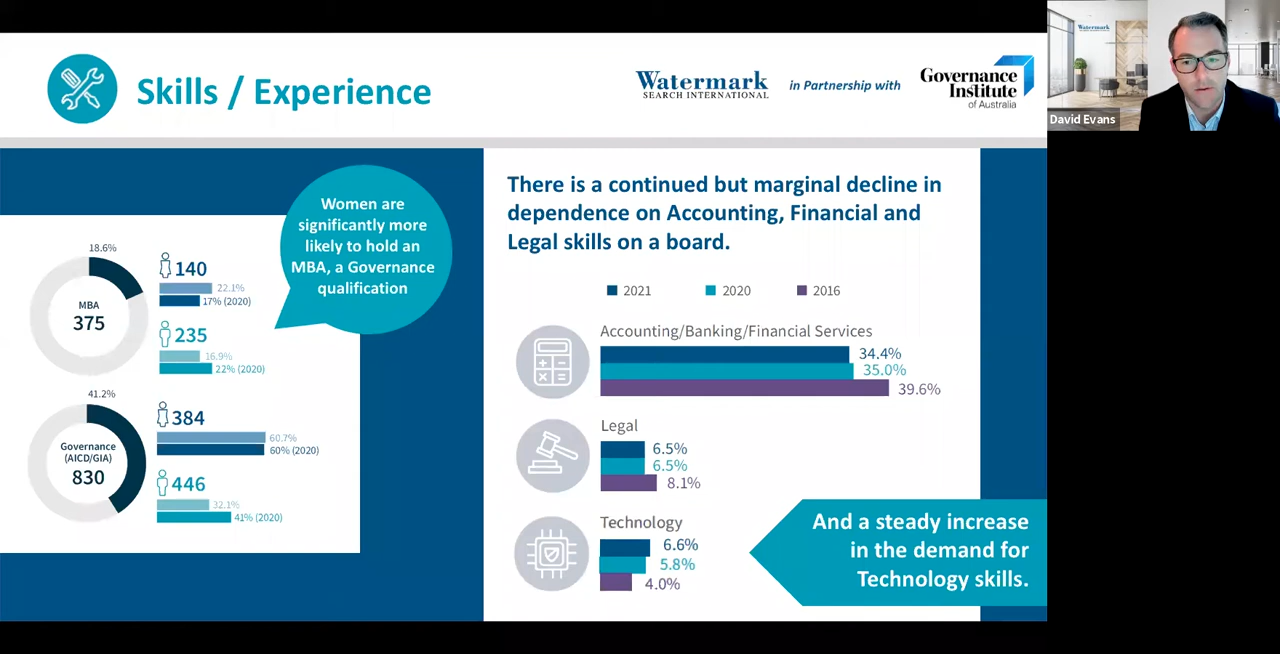 Skills / Experience
Watermark
SEARCH INTERNATIONAL
in Partnership with
Governance
Institute
of Australia
Watermark
David Evans
Women are
significantly more
likely to hold an
MBA, a Governance
qualification
18.6%
MBA
375
140
22.1%
17% (2020)
235
16.9%
22% (2020)
41.2%
Governance
(AICD/GIA)
830
384
60.7%
60% (2020)
446
32.1%
41% (2020)
There is a continued but marginal decline in
dependence on Accounting, Financial and
Legal skills on a board.
2021 2020 2016
Accounting/Banking/Financial Services
34.4%
35.0%
39.6%
Legal
6.5%
6.5%
8.1%
Technology
6.6%
5.8%
4.0%
And a steady increase
in the demand for
Technology skills.